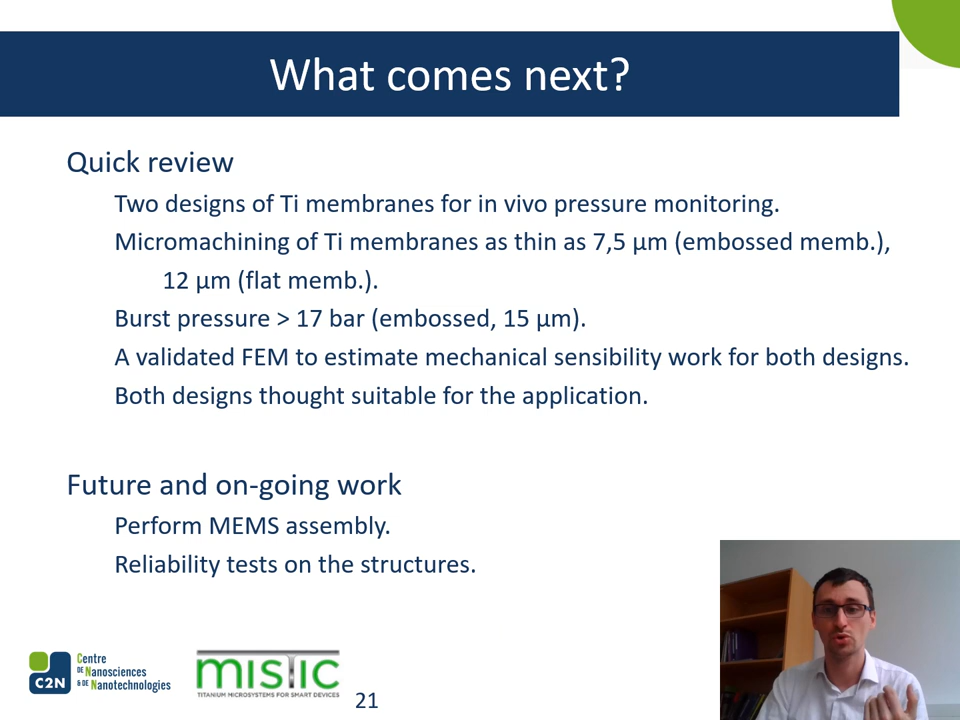 What comes next?
Quick review
Two designs of Ti membranes for in vivo pressure monitoring.
Micromachining of Ti membranes as thin as 7,5 µm (embossed memb.),
12 µm (flat memb.).
Burst pressure > 17 bar (embossed, 15 µm).
A validated FEM to estimate mechanical sensibility work for both designs.
Both designs thought suitable for the application.
Future and on-going work
Perform MEMS assembly.
Reliability tests on the structures.
C2N
Centre
DE Nanosciences
& DE Nanotechnologies
MISTIC
TITANIUM MICROSYSTEMS FOR SMART DEVICES
21